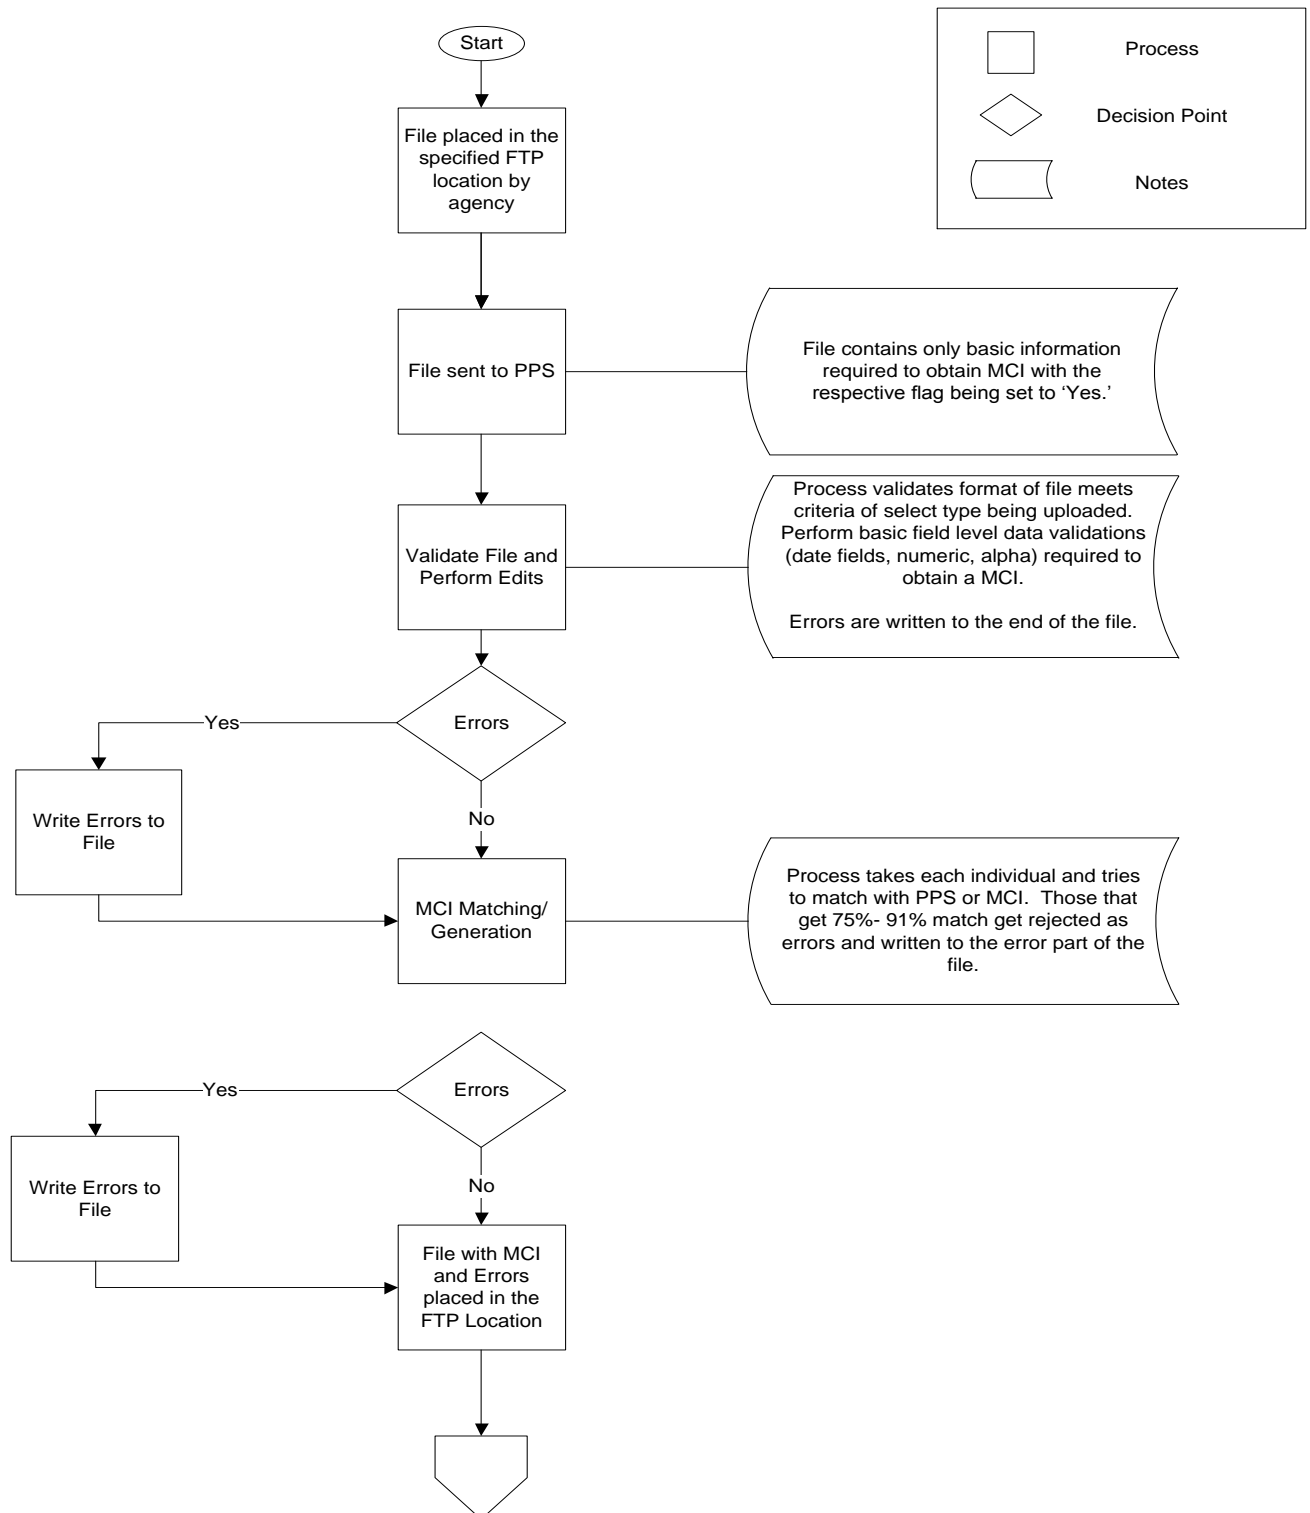 Start
Process
Decision Point
Notes
File placed in the
specified FTP
location by
agency
File sent to PPS
File contains only basic information
required to obtain MCI with the
respective flag being set to ‘Yes.’
Validate File and
Perform Edits
Process validates format of file meets
criteria of select type being uploaded.
Perform basic field level data validations
(date fields, numeric, alpha) required to
obtain a MCI.
Errors are written to the end of the file.
Errors
Yes
No
Write Errors to
File
MCI Matching/
Generation
Process takes each individual and tries
to match with PPS or MCI.  Those that
get 75%- 91% match get rejected as
errors and written to the error part of the
file.
Errors
Yes
No
Write Errors to
File
File with MCI
and Errors
placed in the
FTP Location